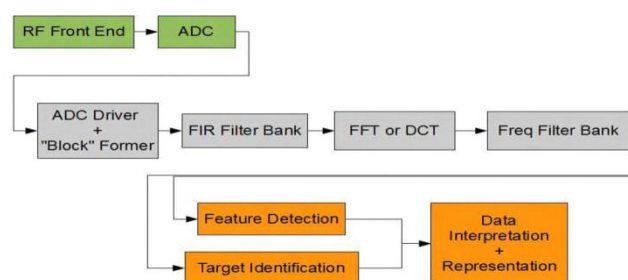 RF Front End
ADC
ADC Driver
+
"Block" Former
FIR Filter Bank
FFT or DCT
Freq Filter Bank
Feature Detection
Target Identification
Data
Interpretation
+
Representation